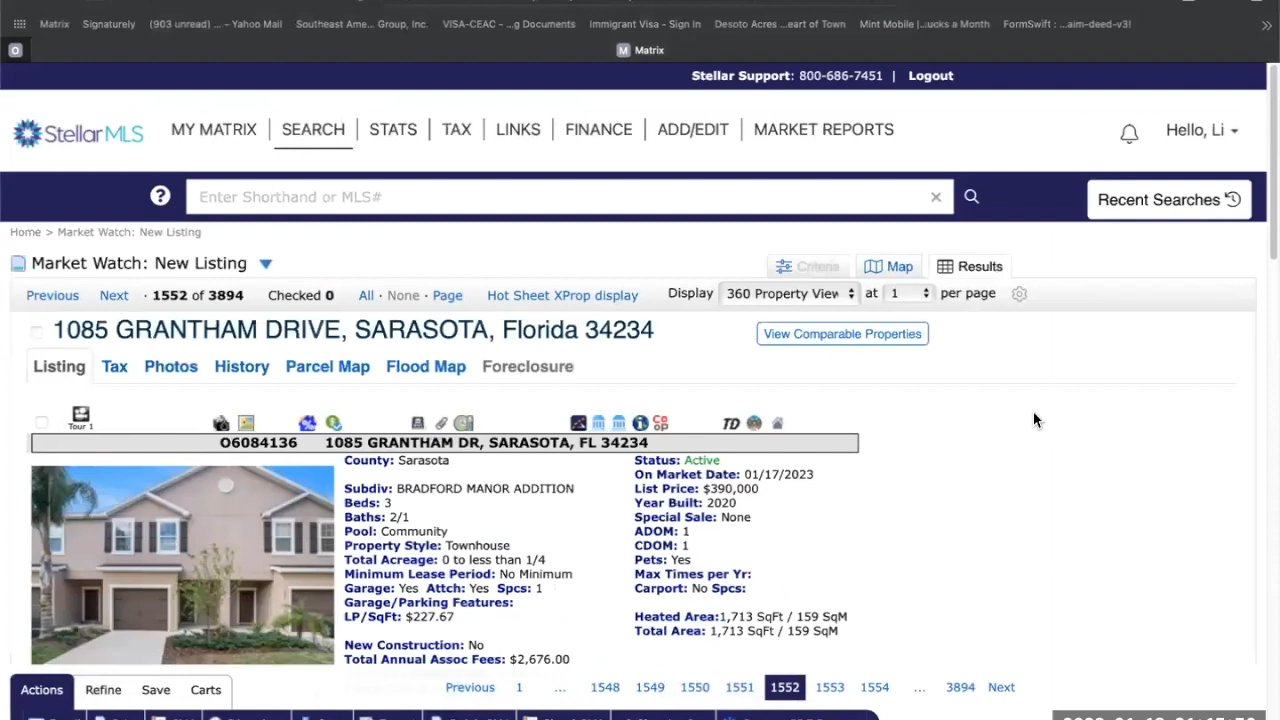 Matrix Signaturely (903 unread) ... - Yahoo Mail Southeast Ame... Group, Inc. VISA-CEAC - ...g Documents Immigrant Visa - Sign In Desoto Acres ...eart of Town Mint Mobile |...ucks a Month FormSwift : ...aim-deed-v3!
Matrix
Stellar Support: 800-686-7451 | Logout
StellarMLS MY MATRIX SEARCH STATS TAX LINKS FINANCE ADD/EDIT MARKET REPORTS Hello, Li
Enter Shorthand or MLS# Recent Searches
Home > Market Watch: New Listing
Market Watch: New Listing Criteria Map Results
Previous Next · 1552 of 3894 Checked 0 All · None · Page Hot Sheet XProp display Display 360 Property View at 1 per page
1085 GRANTHAM DRIVE, SARASOTA, Florida 34234 View Comparable Properties
Listing Tax Photos History Parcel Map Flood Map Foreclosure
Tour 1 CO OP TD
O6084136 1085 GRANTHAM DR, SARASOTA, FL 34234
County: Sarasota Status: Active
On Market Date: 01/17/2023
Subdiv: BRADFORD MANOR ADDITION List Price: $390,000
Beds: 3 Year Built: 2020
Baths: 2/1 Special Sale: None
Pool: Community ADOM: 1
Property Style: Townhouse CDOM: 1
Total Acreage: 0 to less than 1/4 Pets: Yes
Minimum Lease Period: No Minimum Max Times per Yr:
Garage: Yes Attch: Yes Spcs: 1 Carport: No Spcs:
Garage/Parking Features:
LP/SqFt: $227.67 Heated Area:1,713 SqFt / 159 SqM
Total Area: 1,713 SqFt / 159 SqM
New Construction: No
Total Annual Assoc Fees: $2,676.00
Actions Refine Save Carts Previous 1 ... 1548 1549 1550 1551 1552 1553 1554 ... 3894 Next